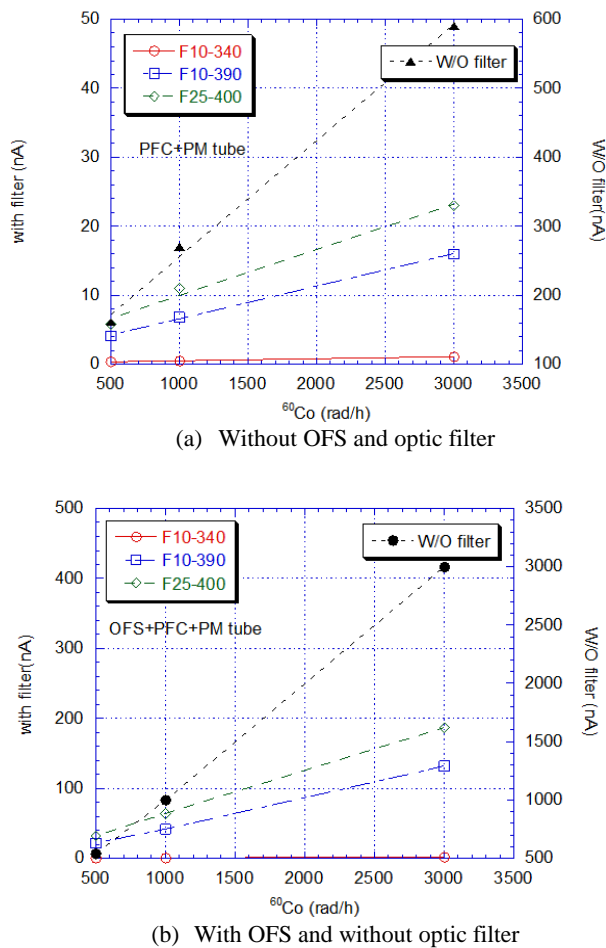 50
40
30
20
10
0
with filter (nA)
F10-340
F10-390
F25-400
W/O filter
PFC+PM tube
600
500
400
300
200
100
W/O filter(nA)
500 1000 1500 2000 2500 3000 3500
⁶⁰Co (rad/h)
(a) Without OFS and optic filter
500
400
300
200
100
0
with filter(nA)
F10-340
F10-390
F25-400
W/O filter
OFS+PFC+PM tube
3500
3000
2500
2000
1500
1000
500
W/O filter (nA)
500 1000 1500 2000 2500 3000 3500
⁶⁰Co (rad/h)
(b) With OFS and without optic filter